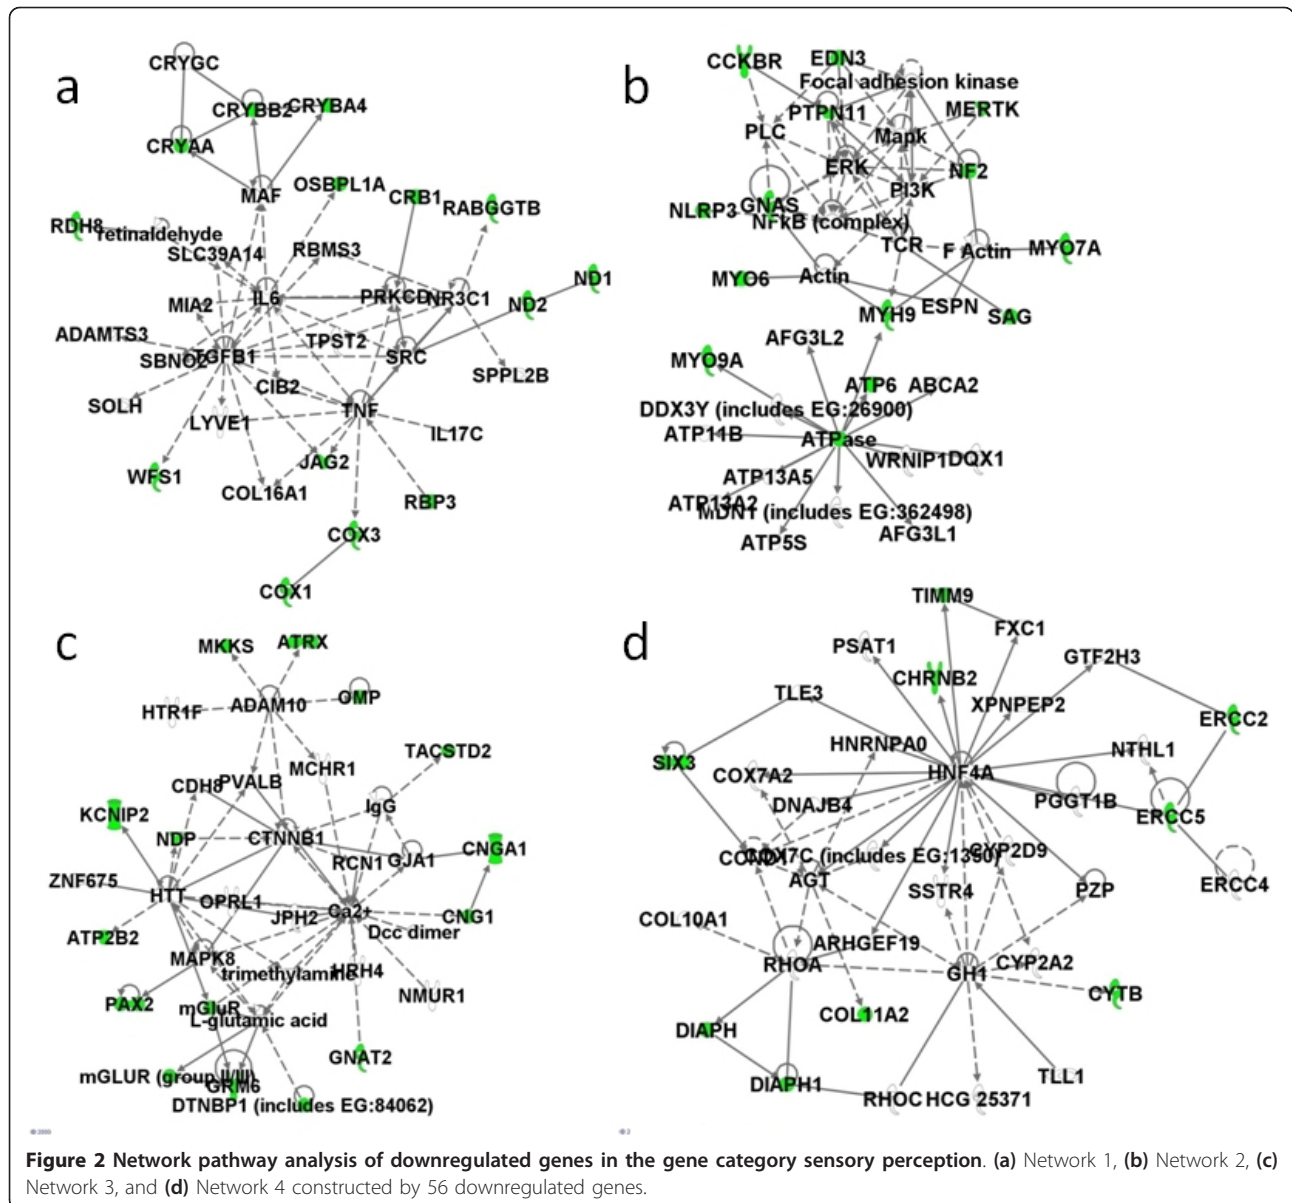 a
CRYGC
CRYBB2
CRYBA4
CRYAA
MAF
OSBPL1A
CRB1
RABGGTB
RDH8
retinaldehyde
SLC39A14
RBMS3
ND1
MIA2
IL6
PRKCD
NR3C1
ND2
ADAMTS3
SBNO2
TGFB1
TPST2
SRC
SPPL2B
CIB2
SOLH
LYVE1
TNF
IL17C
WFS1
JAG2
COL16A1
RBP3
COX3
COX1
b
CCKBR
EDN3
Focal adhesion kinase
PTPN11
MERTK
PLC
Mapk
ERK
NF2
PI3K
NLRP3
GNAS
NFkB (complex)
TCR
F Actin
MYO7A
MYO6
Actin
ESPN
MYH9
SAG
AFG3L2
MYO9A
ATP6
ABCA2
DDX3Y (includes EG:26900)
ATP11B
ATPase
WRNIP1
DQX1
ATP13A5
ATP13A2
MDN1 (includes EG:362498)
ATP5S
AFG3L1
c
MKKS
ATRX
OMP
HTR1F
ADAM10
TACSTD2
MCHR1
CDH8
PVALB
IgG
KCNIP2
NDP
CTNNB1
RCN1
GJA1
CNGA1
ZNF675
HTT
OPRL1
JPH2
Ca2+
CNG1
Dcc dimer
ATP2B2
MAPK8
trimethylamine
HRH4
NMUR1
PAX2
mGluR
L-glutamic acid
GNAT2
mGLUR (group II/III)
GRM6
DTNBP1 (includes EG:84062)
d
TIMM9
FXC1
PSAT1
GTF2H3
CHRNB2
TLE3
XPNPEP2
ERCC2
HNRNPA0
NTHL1
SIX3
COX7A2
HNF4A
DNAJB4
PGGT1B
ERCC5
CCND1
COX7C (includes EG:1350)
CYP2D9
AGT
SSTR4
PZP
ERCC4
COL10A1
ARHGEF19
RHOA
GH1
CYP2A2
CYTB
DIAPH
COL11A2
DIAPH1
RHOC
HCG 25371
TLL1
Figure 2 Network pathway analysis of downregulated genes in the gene category sensory perception. (a) Network 1, (b) Network 2, (c)
Network 3, and (d) Network 4 constructed by 56 downregulated genes.